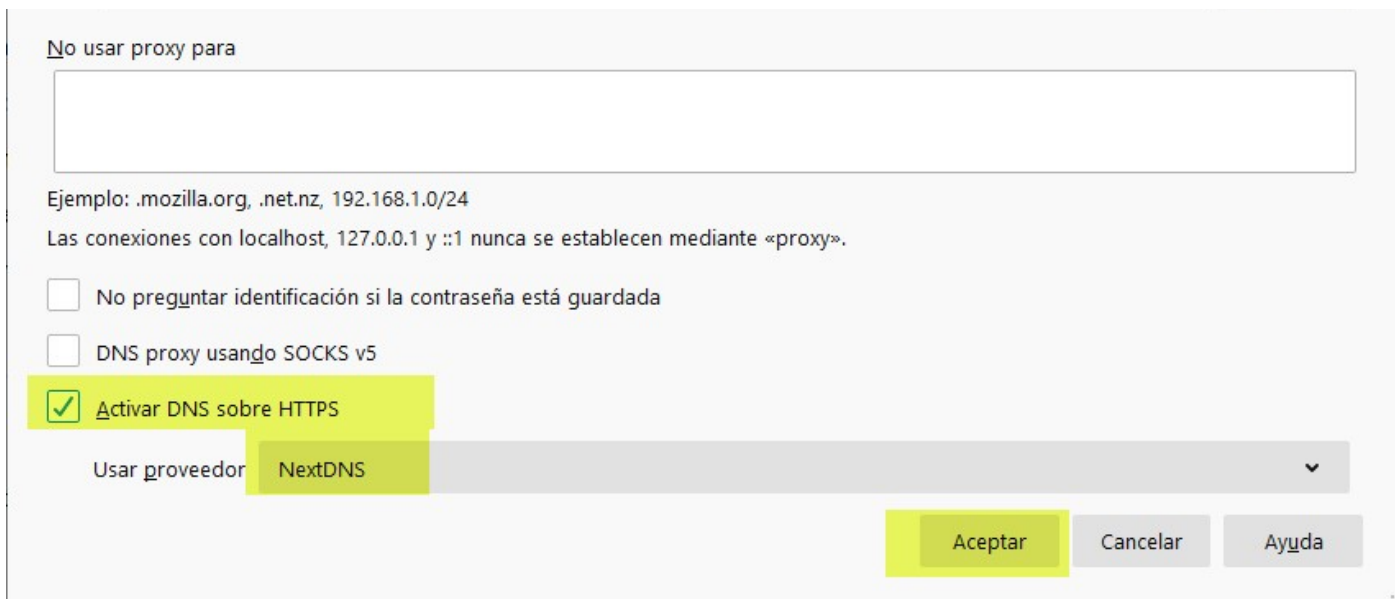 No usar proxy para
Ejemplo: .mozilla.org, .net.nz, 192.168.1.0/24
Las conexiones con localhost, 127.0.0.1 y ::1 nunca se establecen mediante «proxy».
No preguntar identificación si la contraseña está guardada
DNS proxy usando SOCKS v5
Activar DNS sobre HTTPS
Usar proveedor NextDNS
Aceptar Cancelar Ayuda